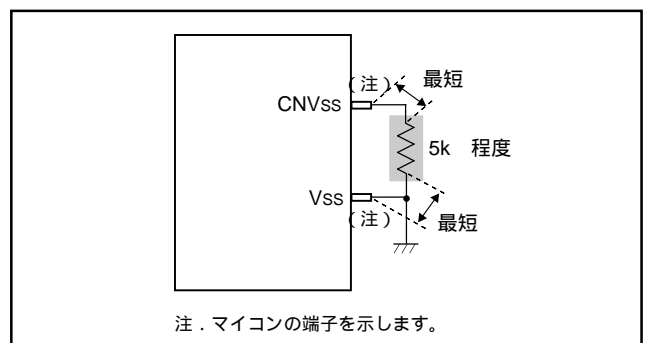 (注) 最短
CNVss
5k 程度
Vss
(注) 最短
注．マイコンの端子を示します。